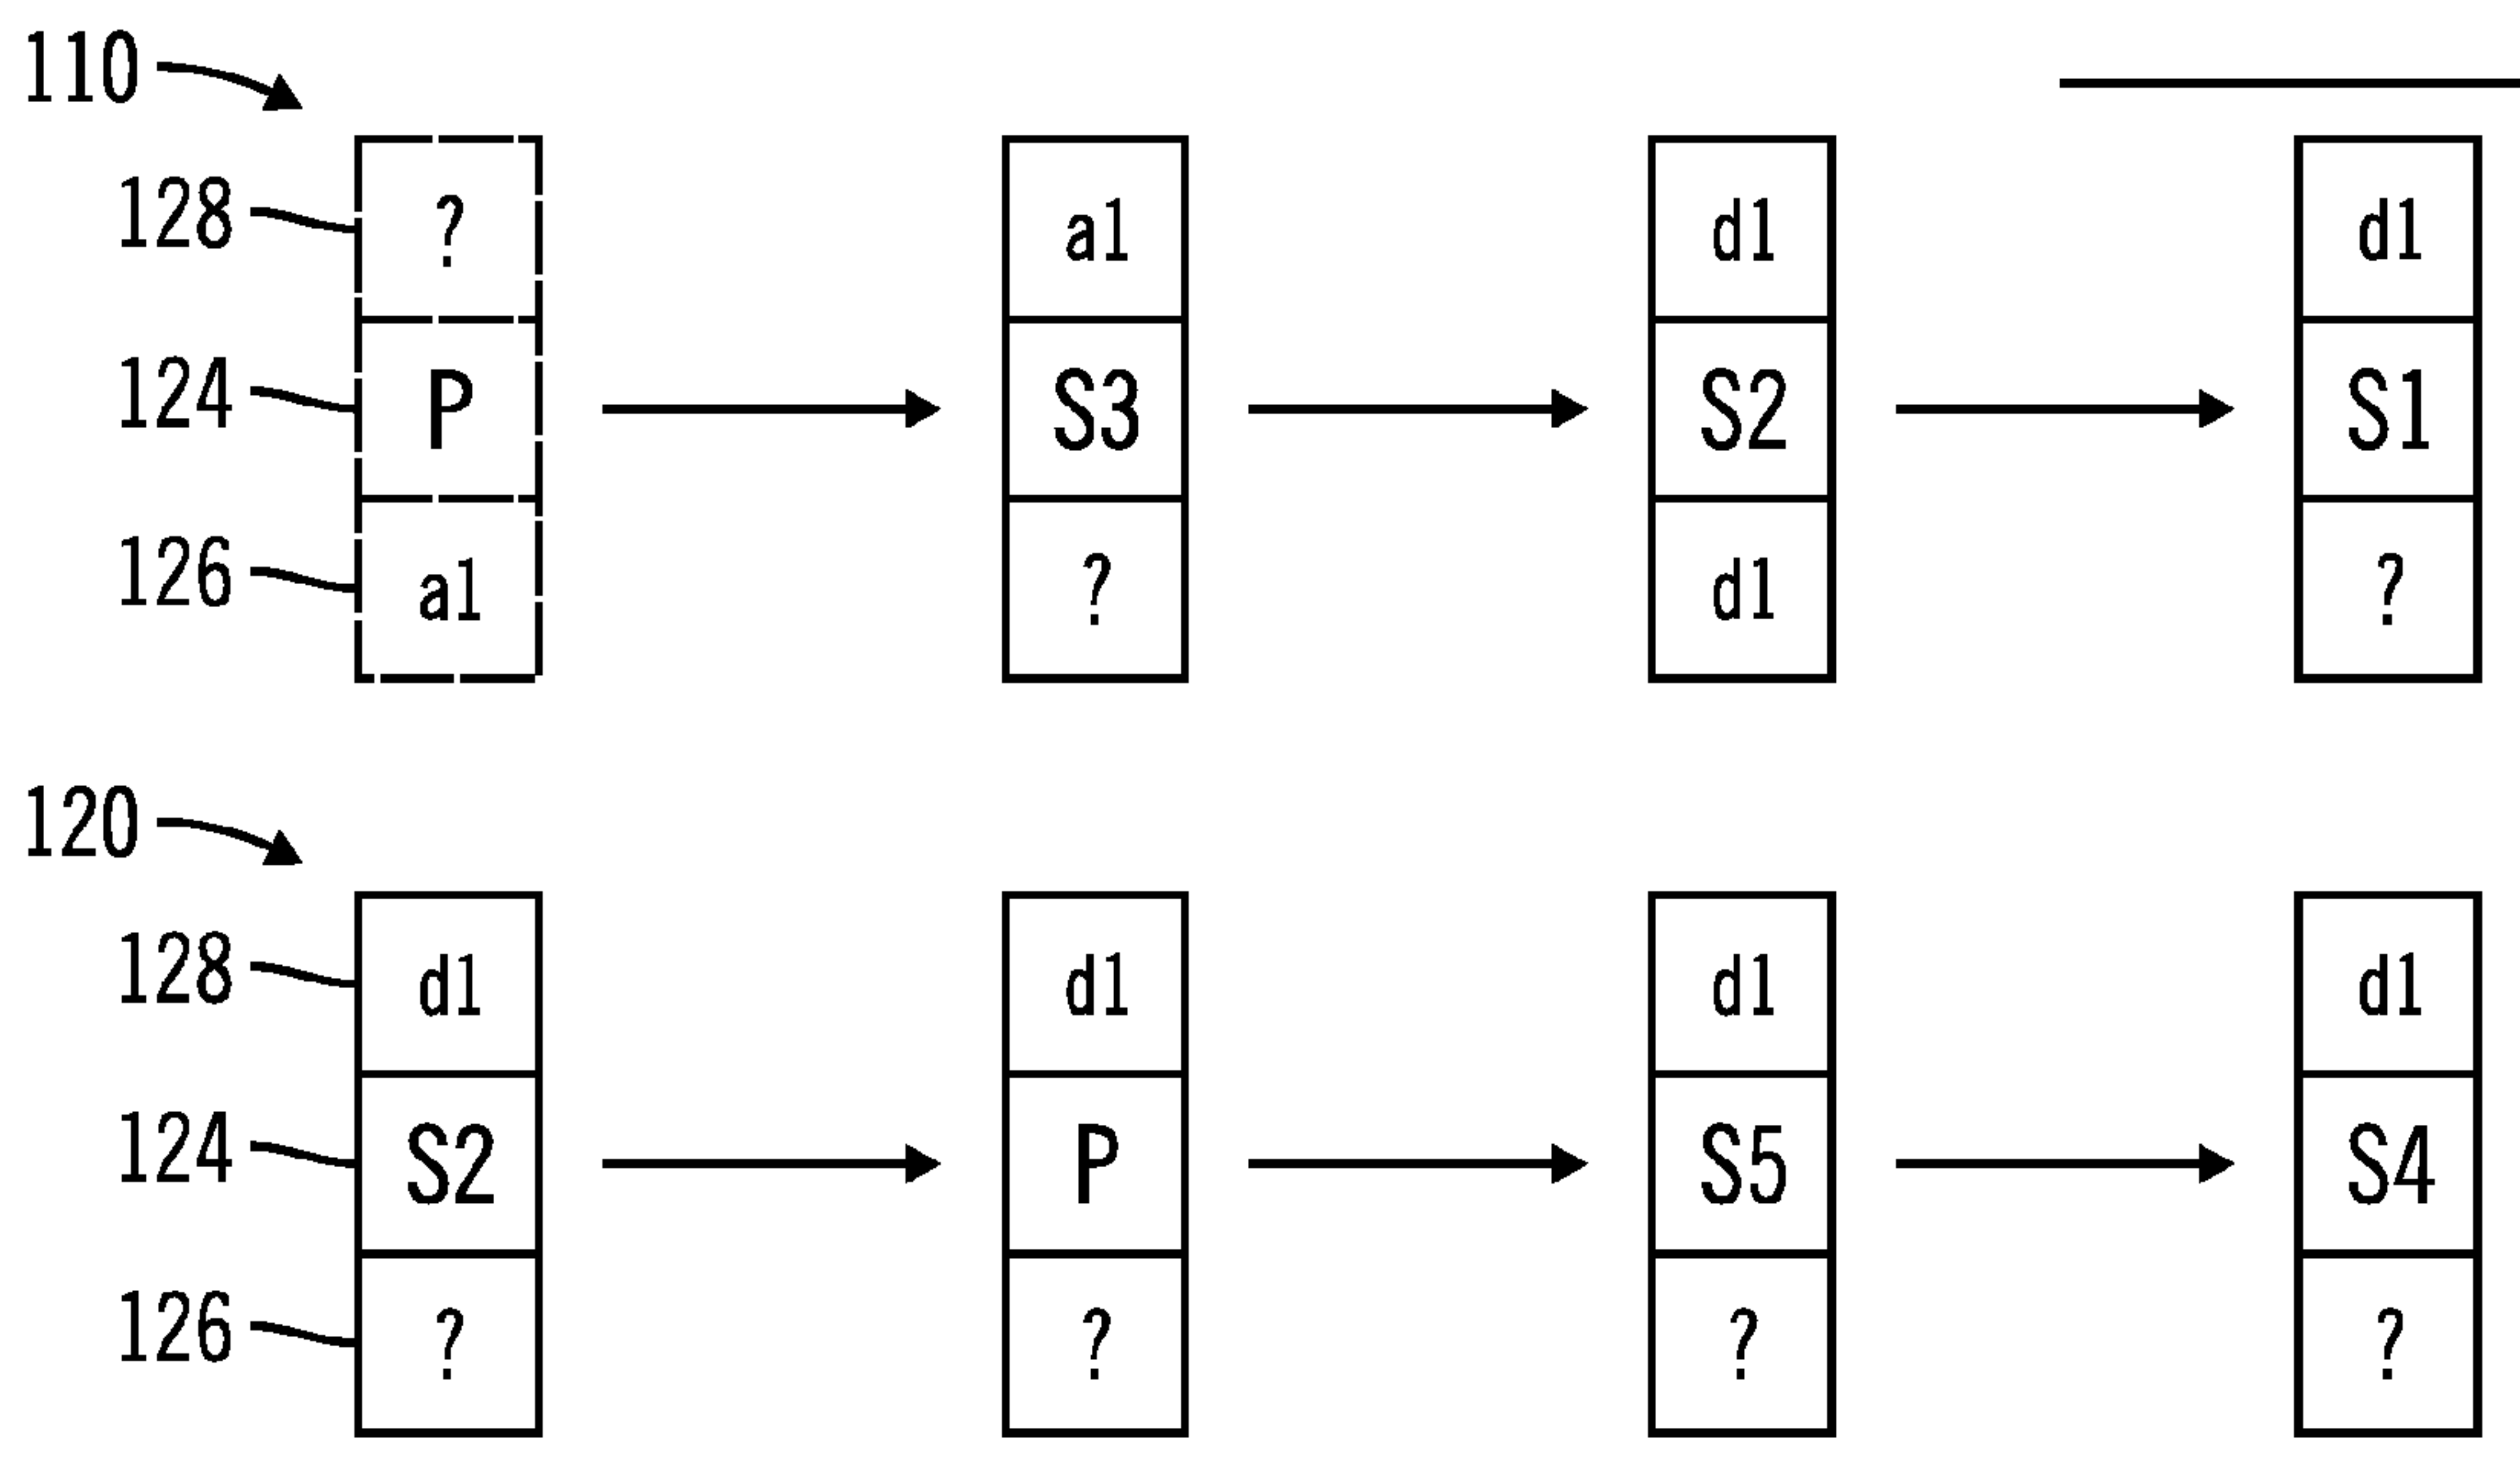 110
128 ? a1 d1 d1
124 P S3 S2 S1
126 a1 ? d1 ?
120
128 d1 d1 d1 d1
124 S2 P S5 S4
126 ? ? ? ?